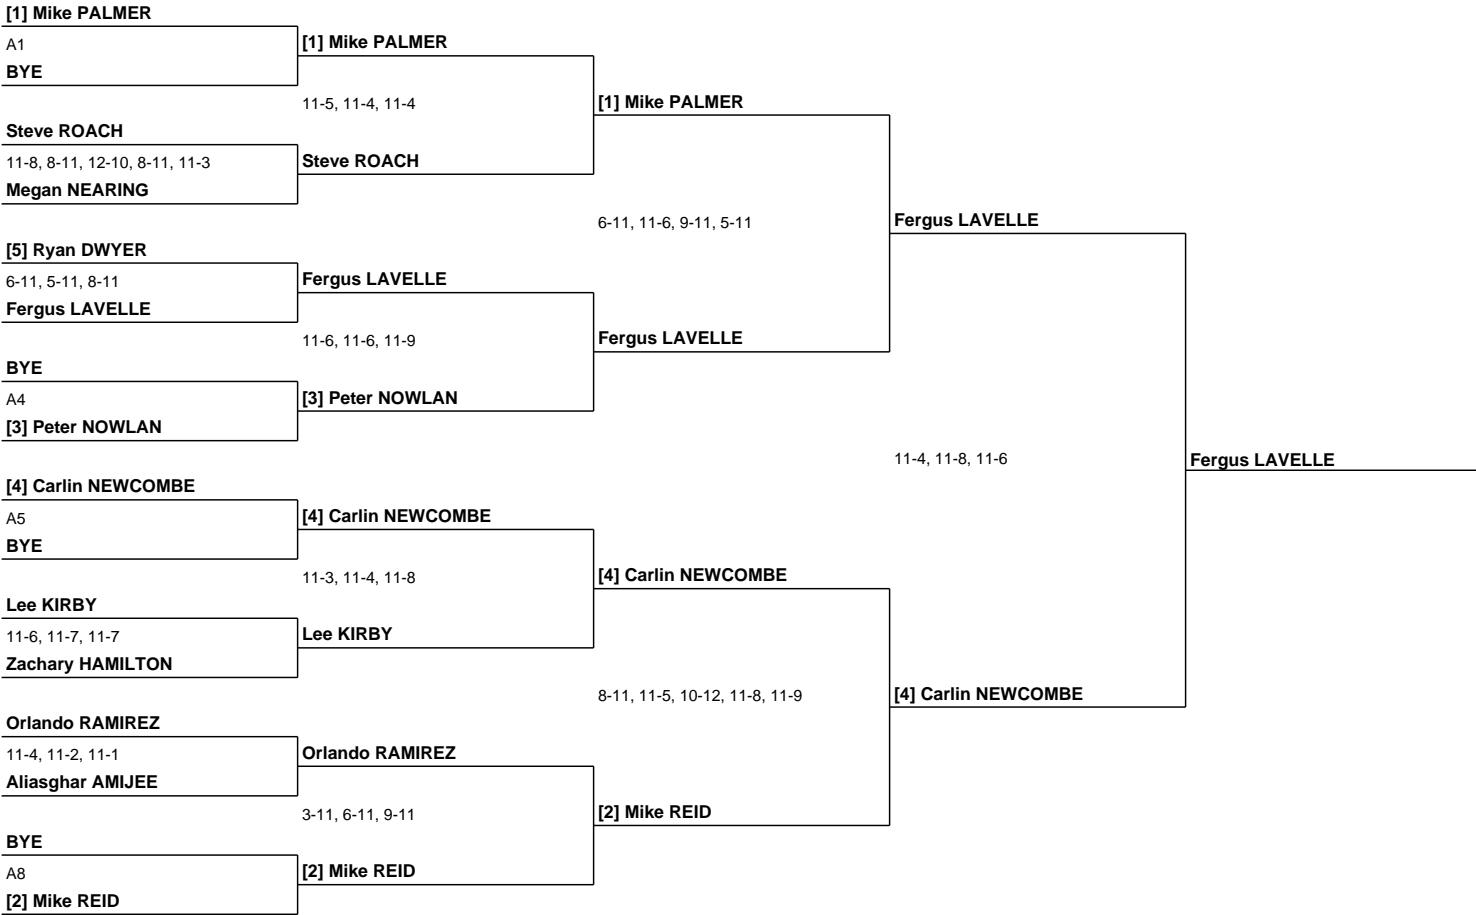 [1] Mike PALMER
A1
BYE
Steve ROACH
11-8, 8-11, 12-10, 8-11, 11-3
Megan NEARING
[5] Ryan DWYER
6-11, 5-11, 8-11
Fergus LAVELLE
BYE
A4
[3] Peter NOWLAN
[4] Carlin NEWCOMBE
A5
BYE
Lee KIRBY
11-6, 11-7, 11-7
Zachary HAMILTON
Orlando RAMIREZ
11-4, 11-2, 11-1
Aliasghar AMIJEE
BYE
A8
[2] Mike REID
[1] Mike PALMER
11-5, 11-4, 11-4
Steve ROACH
Fergus LAVELLE
11-6, 11-6, 11-9
[3] Peter NOWLAN
[4] Carlin NEWCOMBE
11-3, 11-4, 11-8
Lee KIRBY
Orlando RAMIREZ
3-11, 6-11, 9-11
[2] Mike REID
[1] Mike PALMER
6-11, 11-6, 9-11, 5-11
Fergus LAVELLE
[4] Carlin NEWCOMBE
8-11, 11-5, 10-12, 11-8, 11-9
[2] Mike REID
Fergus LAVELLE
11-4, 11-8, 11-6
[4] Carlin NEWCOMBE
Fergus LAVELLE